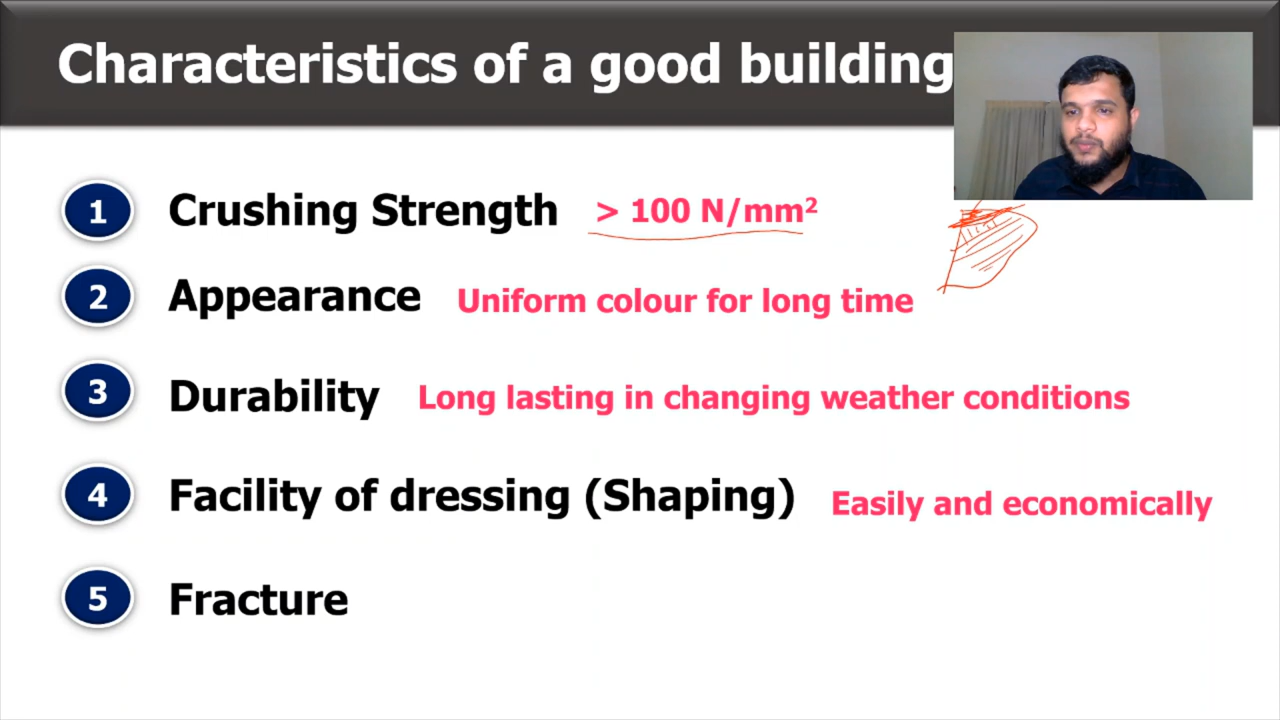 Characteristics of a good building
1 Crushing Strength > 100 N/mm²
2 Appearance Uniform colour for long time
3 Durability Long lasting in changing weather conditions
4 Facility of dressing (Shaping) Easily and economically
5 Fracture